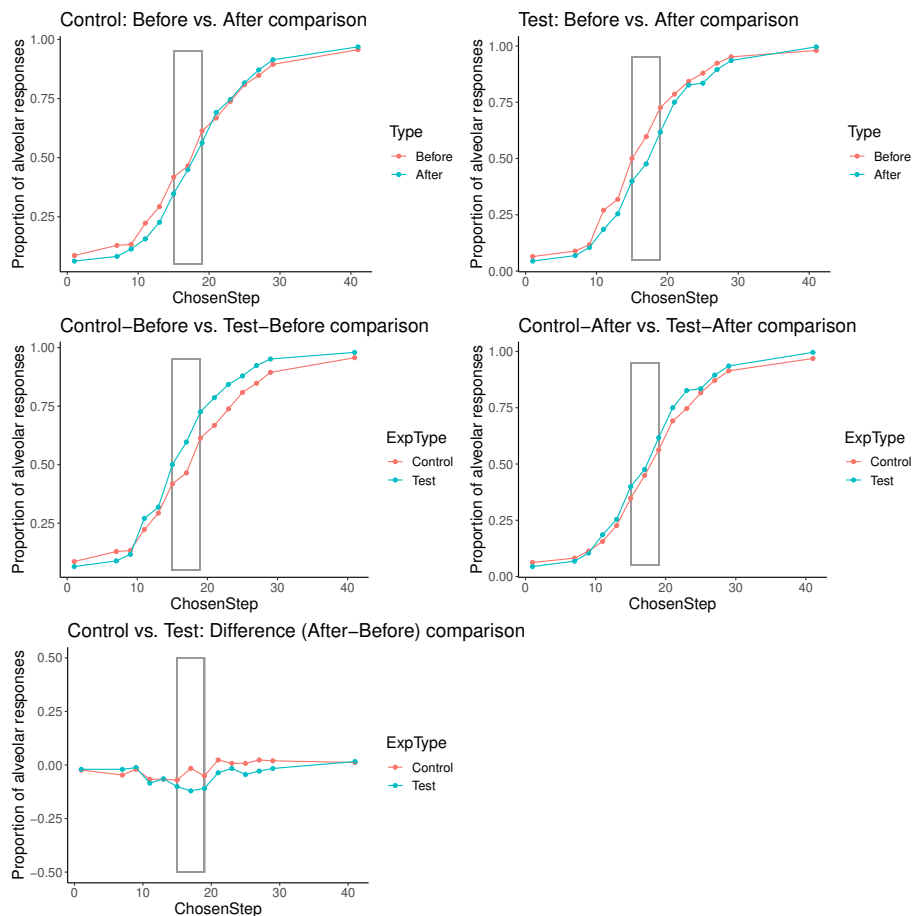 Control: Before vs. After comparison
Proportion of alveolar responses
1.00
0.75
0.50
0.25
0
10
20
30
40
ChosenStep
Type
Before
After
Test: Before vs. After comparison
Proportion of alveolar responses
1.00
0.75
0.50
0.25
0.00
0
10
20
30
40
ChosenStep
Type
Before
After
Control−Before vs. Test−Before comparison
Proportion of alveolar responses
1.00
0.75
0.50
0.25
0
10
20
30
40
ChosenStep
ExpType
Control
Test
Control−After vs. Test−After comparison
Proportion of alveolar responses
1.00
0.75
0.50
0.25
0.00
0
10
20
30
40
ChosenStep
ExpType
Control
Test
Control vs. Test: Difference (After−Before) comparison
Proportion of alveolar responses
0.50
0.25
0.00
−0.25
−0.50
0
10
20
30
40
ChosenStep
ExpType
Control
Test